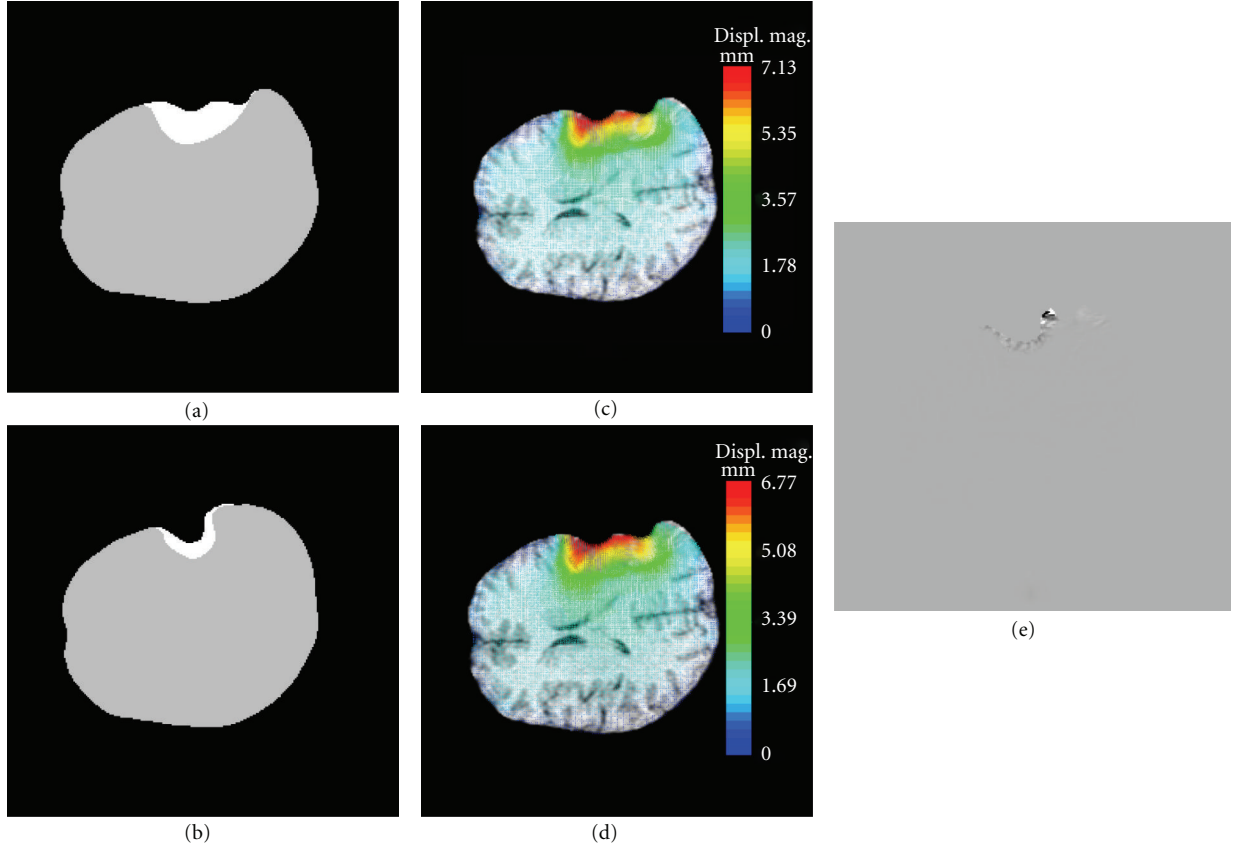 Displ. mag.
mm
7.13
5.35
3.57
1.78
0
(a)
(c)
Displ. mag.
mm
6.77
5.08
3.39
1.69
0
(b)
(d)
(e)